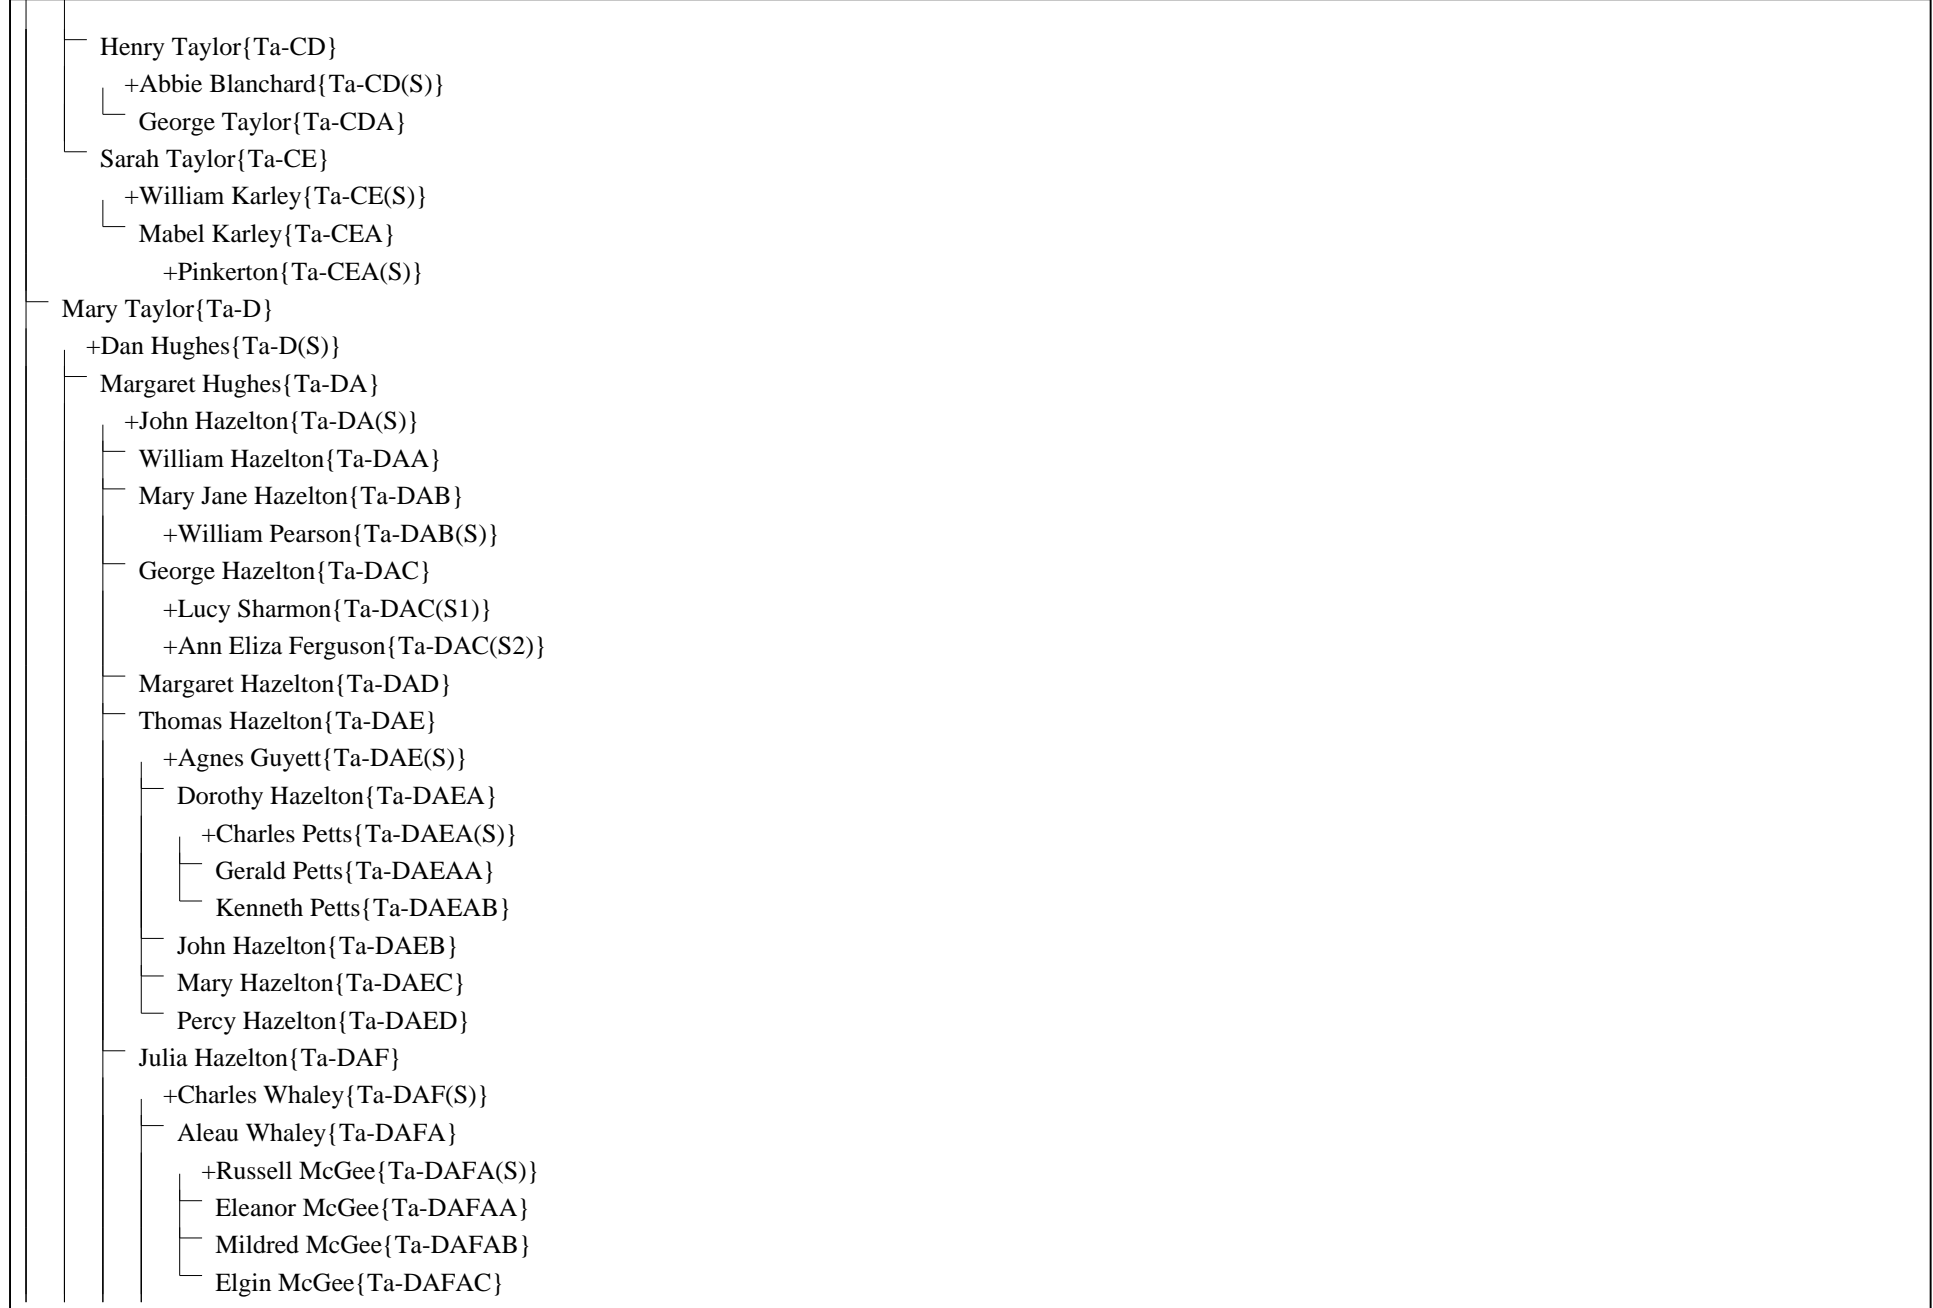 Henry Taylor{Ta-CD}
+Abbie Blanchard{Ta-CD(S)}
George Taylor{Ta-CDA}
Sarah Taylor{Ta-CE}
+William Karley{Ta-CE(S)}
Mabel Karley{Ta-CEA}
+Pinkerton{Ta-CEA(S)}
Mary Taylor{Ta-D}
+Dan Hughes{Ta-D(S)}
Margaret Hughes{Ta-DA}
+John Hazelton{Ta-DA(S)}
William Hazelton{Ta-DAA}
Mary Jane Hazelton{Ta-DAB}
+William Pearson{Ta-DAB(S)}
George Hazelton{Ta-DAC}
+Lucy Sharmon{Ta-DAC(S1)}
+Ann Eliza Ferguson{Ta-DAC(S2)}
Margaret Hazelton{Ta-DAD}
Thomas Hazelton{Ta-DAE}
+Agnes Guyett{Ta-DAE(S)}
Dorothy Hazelton{Ta-DAEA}
+Charles Petts{Ta-DAEA(S)}
Gerald Petts{Ta-DAEAA}
Kenneth Petts{Ta-DAEAB}
John Hazelton{Ta-DAEB}
Mary Hazelton{Ta-DAEC}
Percy Hazelton{Ta-DAED}
Julia Hazelton{Ta-DAF}
+Charles Whaley{Ta-DAF(S)}
Aleau Whaley{Ta-DAFA}
+Russell McGee{Ta-DAFA(S)}
Eleanor McGee{Ta-DAFAA}
Mildred McGee{Ta-DAFAB}
Elgin McGee{Ta-DAFAC}